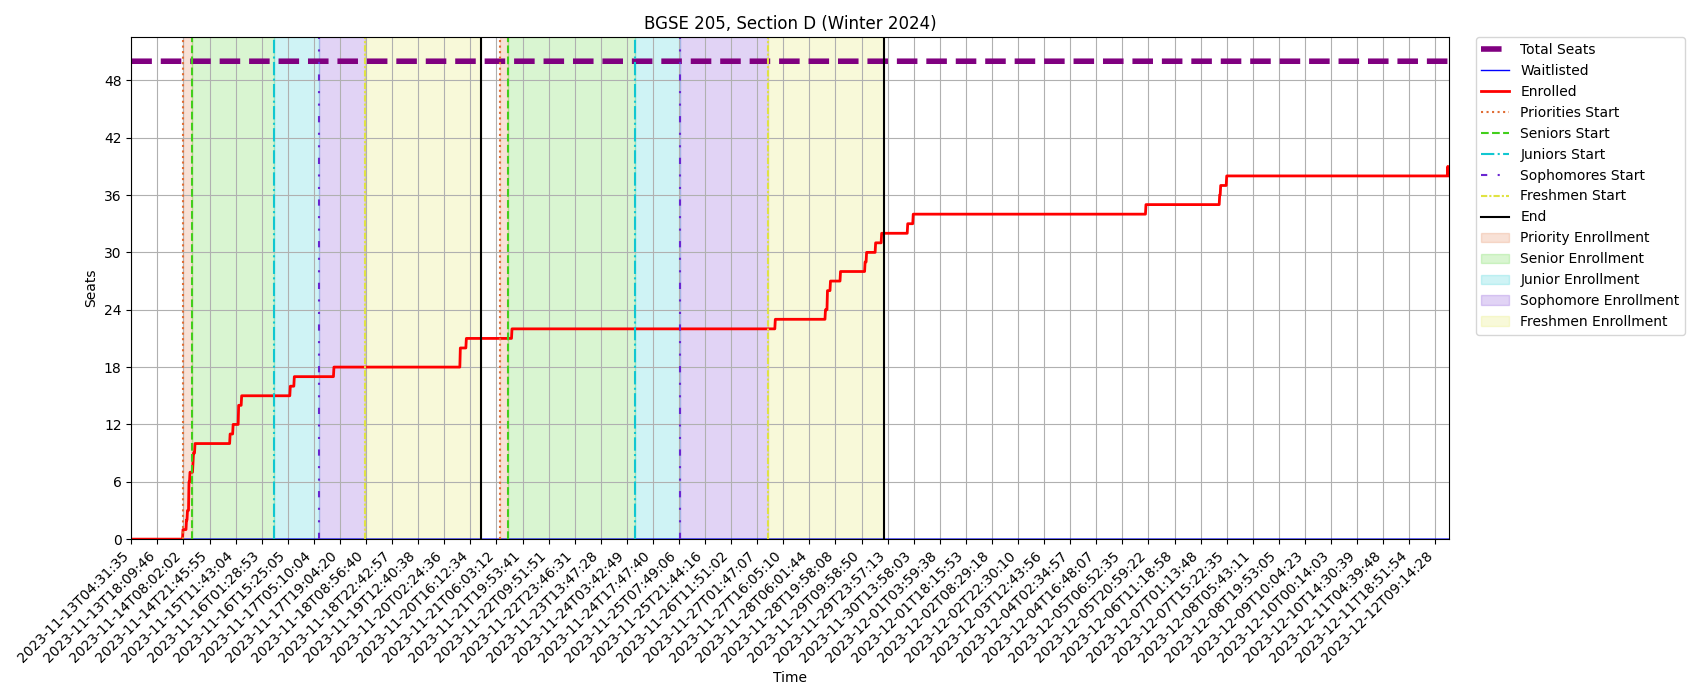 BGSE 205, Section D (Winter 2024)
Total Seats
Waitlisted
Enrolled
Priorities Start
Seniors Start
Juniors Start
Sophomores Start
Freshmen Start
End
Priority Enrollment
Senior Enrollment
Junior Enrollment
Sophomore Enrollment
Freshmen Enrollment
Seats
48
42
36
30
24
18
12
6
0
2023-11-13T04:31:35
2023-11-13T18:09:46
2023-11-14T08:02:02
2023-11-14T21:45:55
2023-11-15T11:43:04
2023-11-16T01:28:53
2023-11-16T15:25:05
2023-11-17T05:10:04
2023-11-17T19:04:20
2023-11-18T08:56:40
2023-11-18T22:42:57
2023-11-19T12:40:38
2023-11-20T02:24:36
2023-11-20T16:12:34
2023-11-21T06:03:12
2023-11-21T19:53:41
2023-11-22T09:51:51
2023-11-22T23:46:31
2023-11-23T13:47:28
2023-11-24T03:42:49
2023-11-24T17:47:40
2023-11-25T07:49:06
2023-11-25T21:44:16
2023-11-26T11:51:02
2023-11-27T01:47:07
2023-11-27T16:05:10
2023-11-28T06:01:44
2023-11-28T19:58:08
2023-11-29T09:58:50
2023-11-29T23:57:13
2023-11-30T13:58:03
2023-12-01T03:59:38
2023-12-01T18:15:53
2023-12-02T08:29:18
2023-12-02T22:30:10
2023-12-03T12:43:56
2023-12-04T02:34:57
2023-12-04T16:48:07
2023-12-05T06:52:35
2023-12-05T20:59:22
2023-12-06T11:18:58
2023-12-07T01:13:48
2023-12-07T15:22:35
2023-12-08T05:43:11
2023-12-08T19:53:05
2023-12-09T10:04:23
2023-12-10T00:14:03
2023-12-10T14:30:39
2023-12-11T04:39:48
2023-12-11T18:51:54
2023-12-12T09:14:28
Time